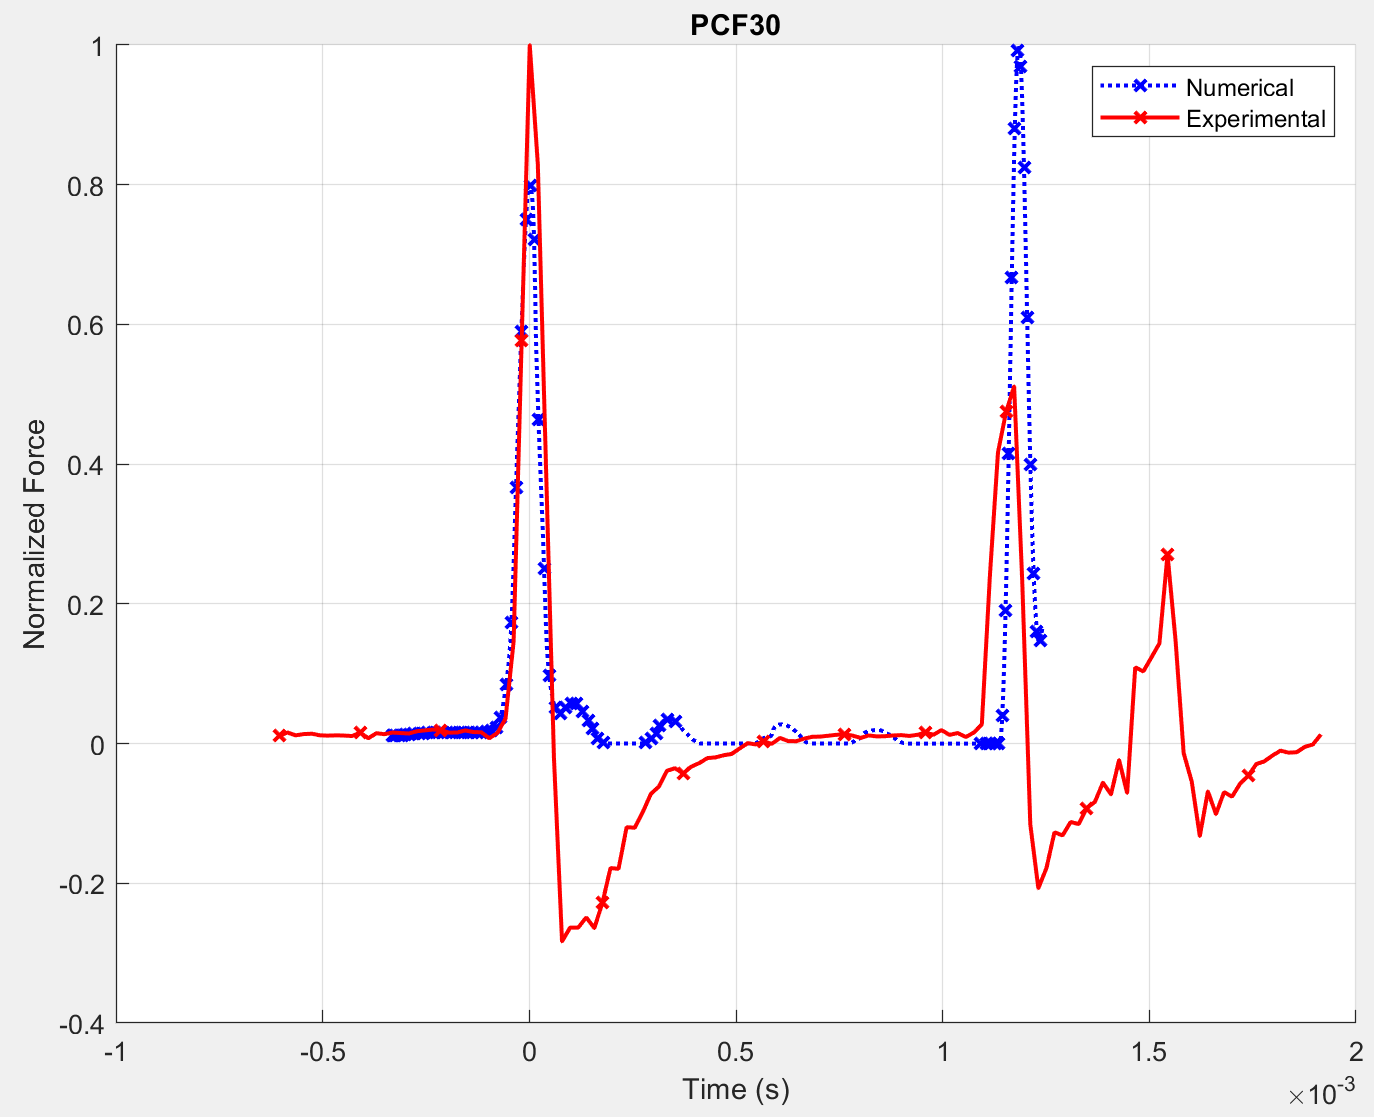 PCF30
1
0.8
0.6
0.4
0.2
0
-0.2
-0.4
Normalized Force
Numerical
Experimental
-1 -0.5 0 0.5 1 1.5 2
Time (s)
×10⁻³